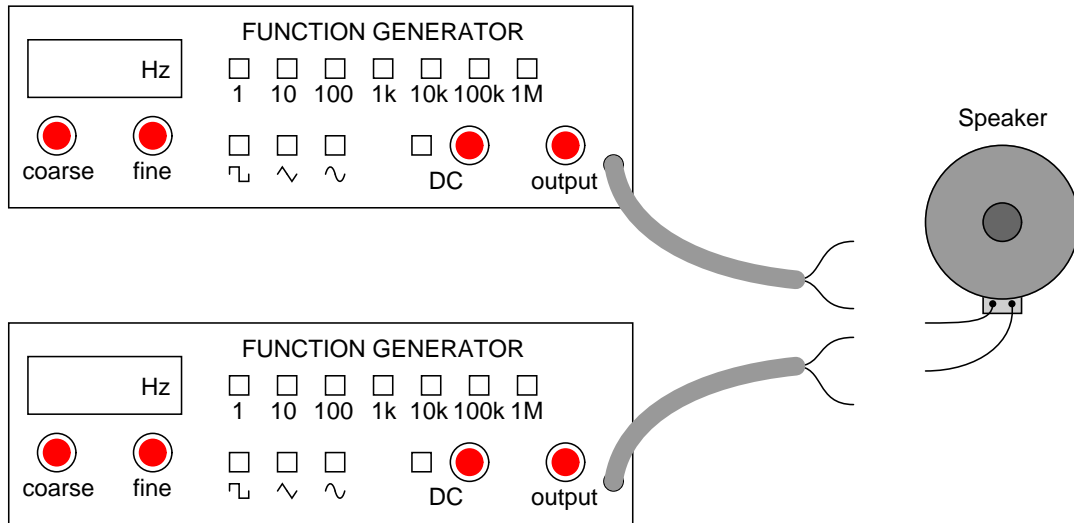 FUNCTION GENERATOR
Hz
1 10 100 1k 10k 100k 1M
coarse fine
DC output
Speaker
FUNCTION GENERATOR
Hz
1 10 100 1k 10k 100k 1M
coarse fine
DC output